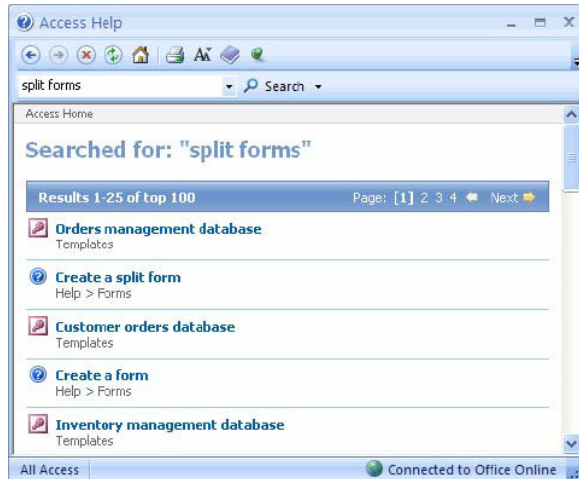 Access Help
split forms
Search
Access Home
Searched for: "split forms"
Results 1-25 of top 100 Page: [1] 2 3 4 Next
Orders management database
Templates
Create a split form
Help > Forms
Customer orders database
Templates
Create a form
Help > Forms
Inventory management database
Templates
All Access Connected to Office Online